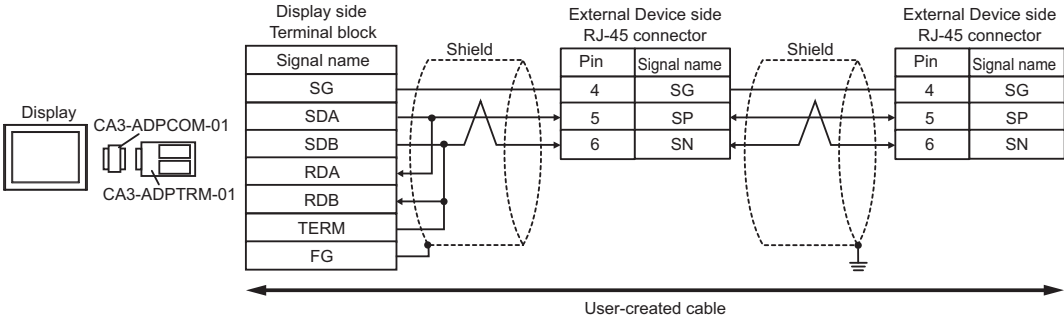 Display side
Terminal block
External Device side
RJ-45 connector
External Device side
RJ-45 connector
Signal name
Shield
Pin
Signal name
Shield
Pin
Signal name
SG
4
SG
4
SG
Display
CA3-ADPCOM-01
SDA
5
SP
5
SP
SDB
6
SN
6
SN
RDA
CA3-ADPTRM-01
RDB
TERM
FG
User-created cable